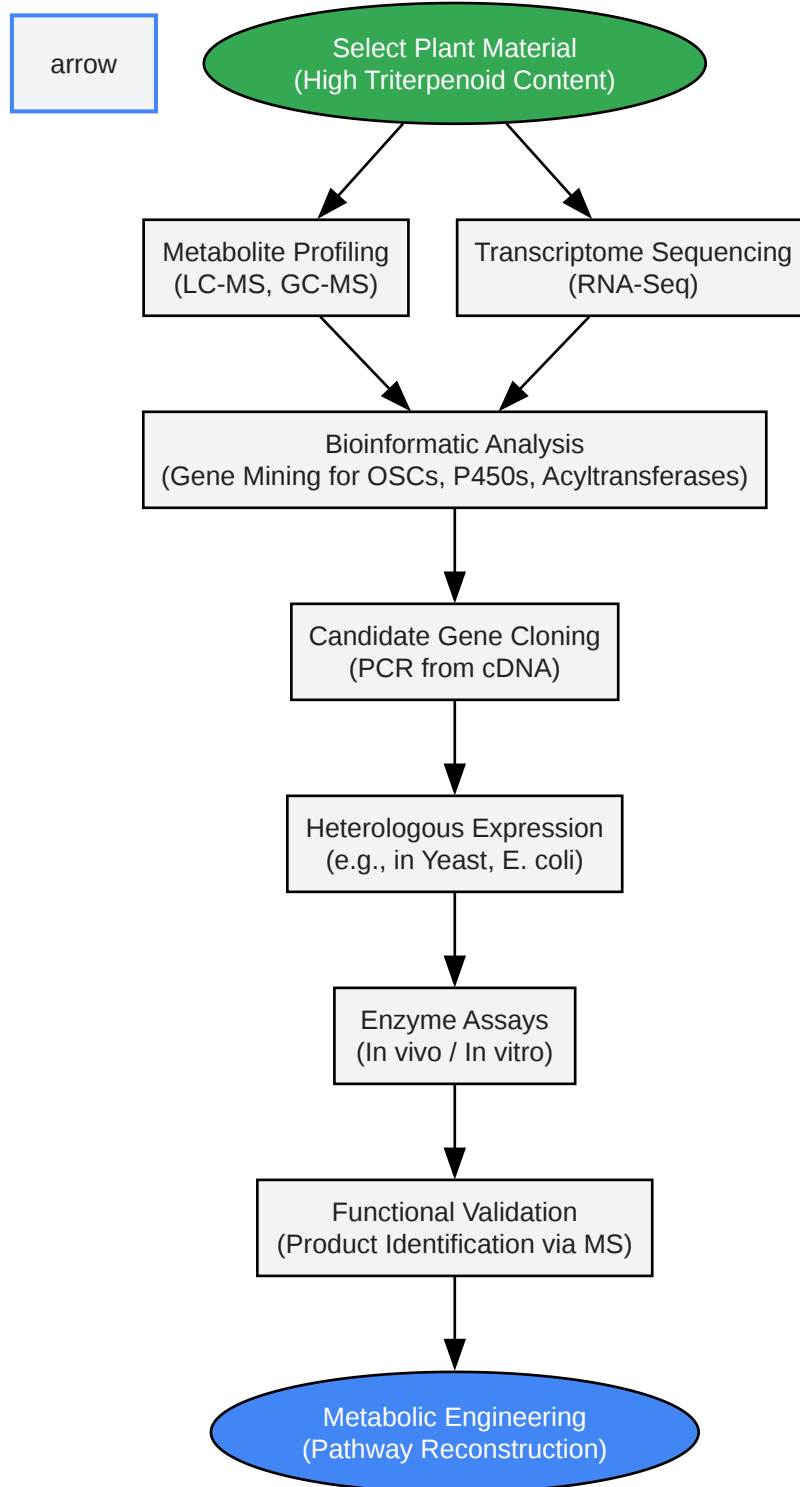 arrow
Select Plant Material
(High Triterpenoid Content)
Metabolite Profiling
(LC-MS, GC-MS)
Transcriptome Sequencing
(RNA-Seq)
Bioinformatic Analysis
(Gene Mining for OSCs, P450s, Acyltransferases)
Candidate Gene Cloning
(PCR from cDNA)
Heterologous Expression
(e.g., in Yeast, E. coli)
Enzyme Assays
(In vivo / In vitro)
Functional Validation
(Product Identification via MS)
Metabolic Engineering
(Pathway Reconstruction)